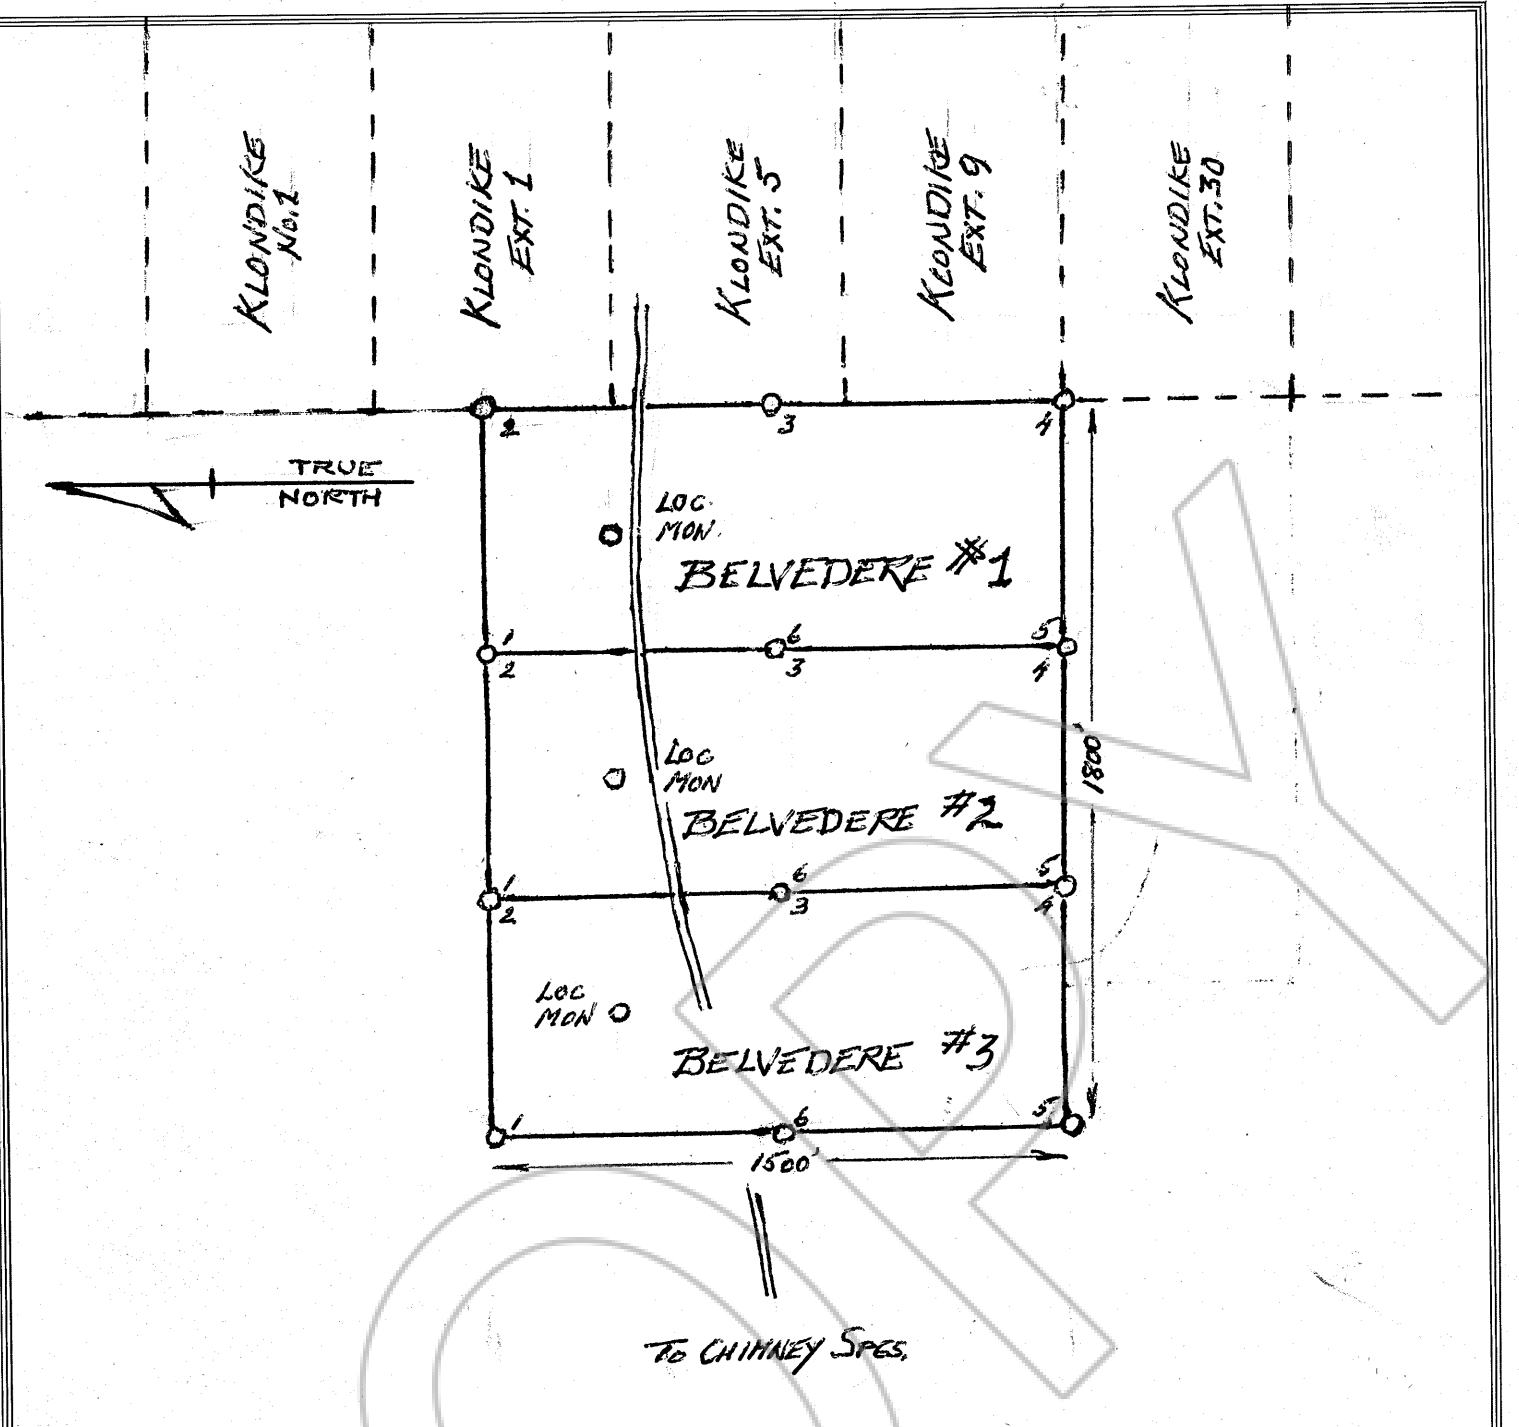 KLONDIKE
No. 1
KLONDIKE
EXT. 1
KLONDIKE
EXT. 5
KLONDIKE
EXT. 9
KLONDIKE
EXT. 30
2
3
4
TRUE
NORTH
LOC.
MON.
BELVEDERE #1
1
6
5
2
3
4
1800'
LOC
MON
BELVEDERE #2
1
6
5
2
3
4
LOC
MON
BELVEDERE #3
1
6
5
1500'
TO CHIMNEY SPGS.
COPY